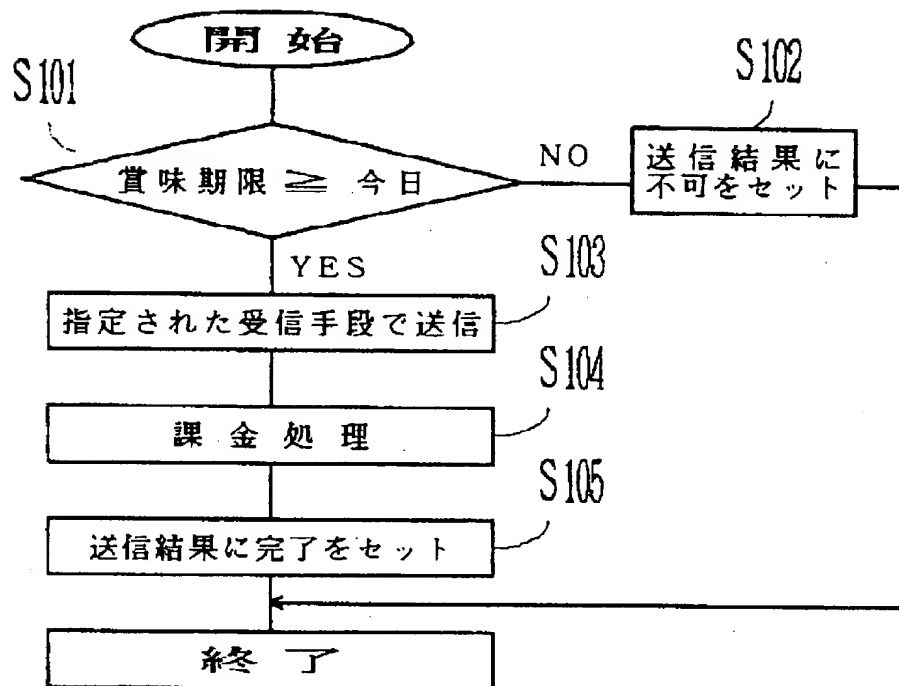 開始
S101
S102
賞味期限 ≧ 今日
NO
送信結果に
不可をセット
YES
S103
指定された受信手段で送信
S104
課金処理
S105
送信結果に完了をセット
終了